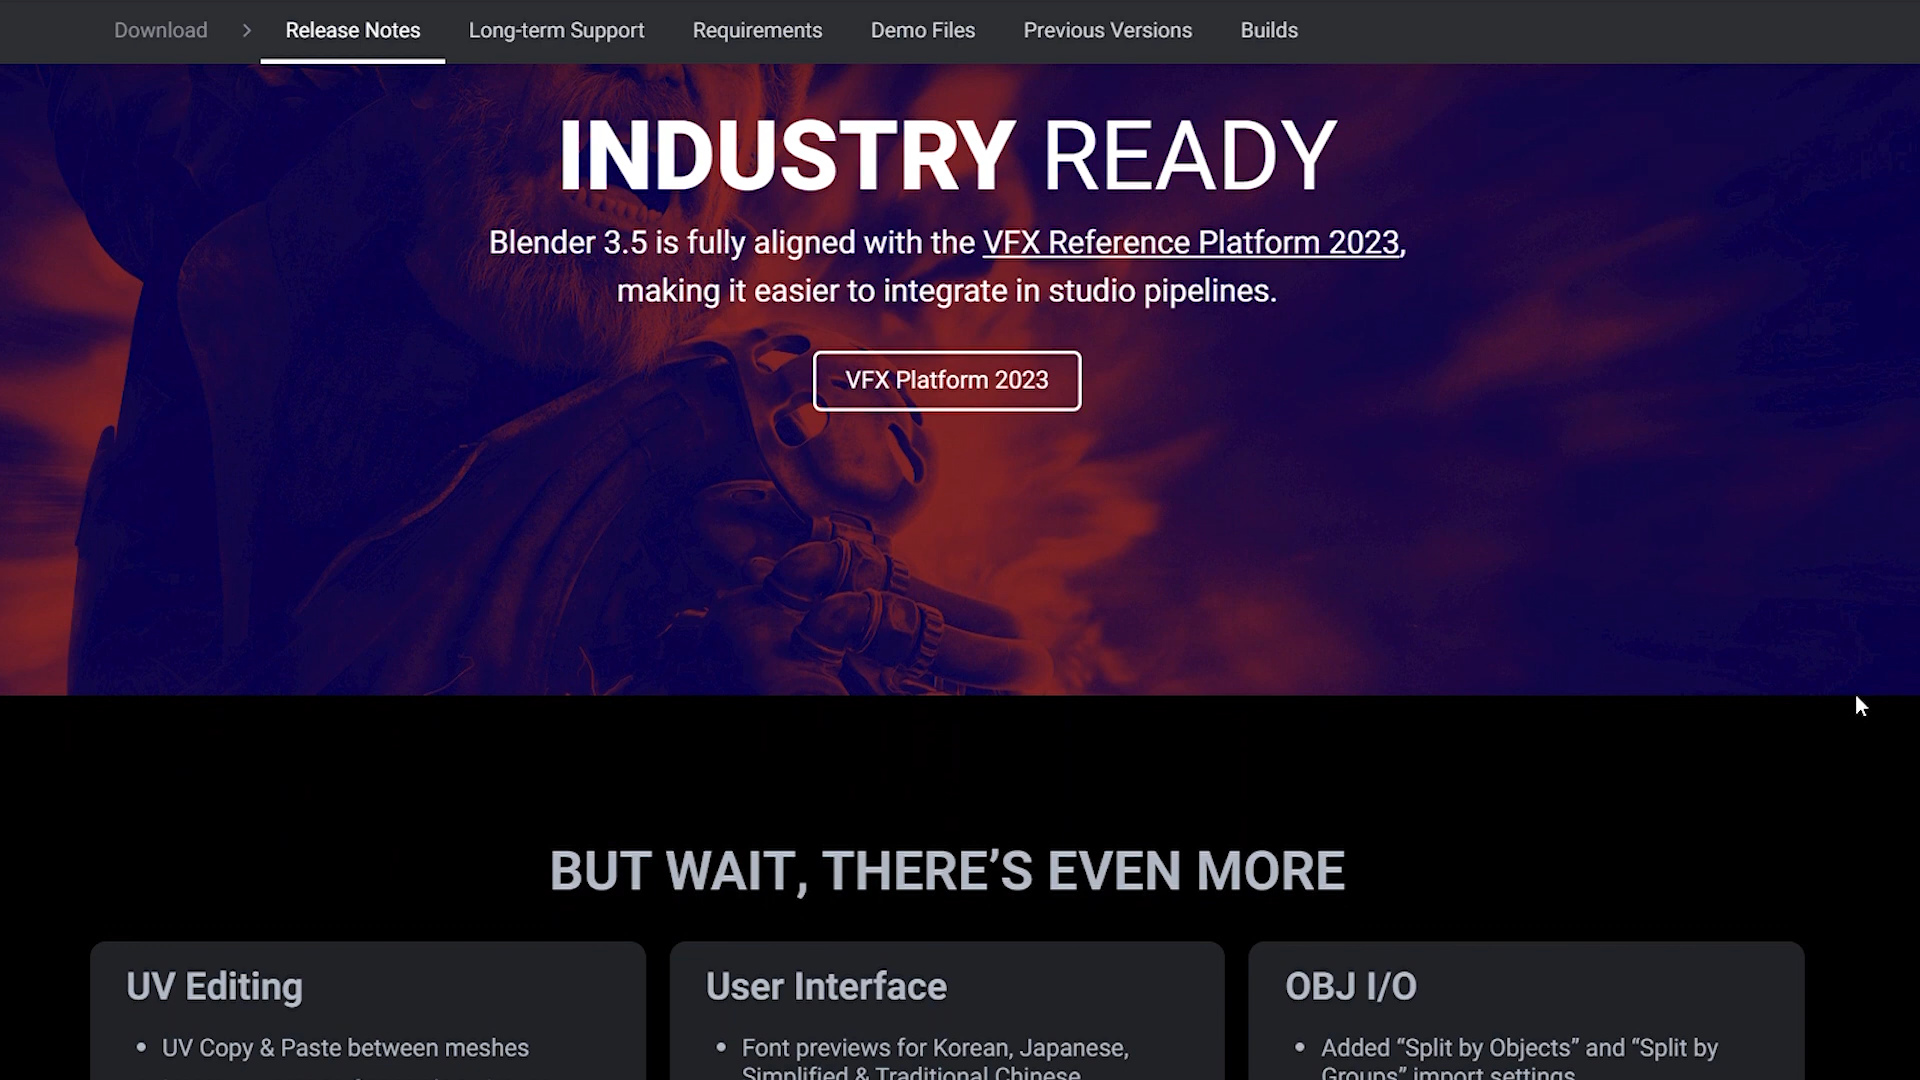 Download > Release Notes Long-term Support Requirements Demo Files Previous Versions Builds
INDUSTRY READY
Blender 3.5 is fully aligned with the VFX Reference Platform 2023,
making it easier to integrate in studio pipelines.
VFX Platform 2023
BUT WAIT, THERE’S EVEN MORE
UV Editing
• UV Copy & Paste between meshes
User Interface
• Font previews for Korean, Japanese,
Simplified & Traditional Chinese
OBJ I/O
• Added “Split by Objects” and “Split by
Groups” import settings